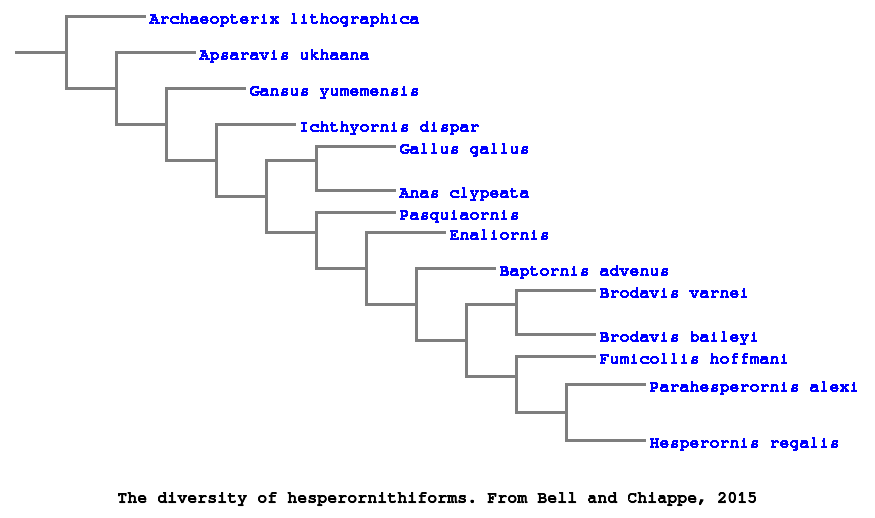 Archaeopterix lithographica
Apsaravis ukhaana
Gansus yumemensis
Ichthyornis dispar
Gallus gallus
Anas clypeata
Pasquiaornis
Enaliornis
Baptornis advenus
Brodavis varnei
Brodavis baileyi
Fumicollis hoffmani
Parahesperornis alexi
Hesperornis regalis
The diversity of hesperornithiforms. From Bell and Chiappe, 2015